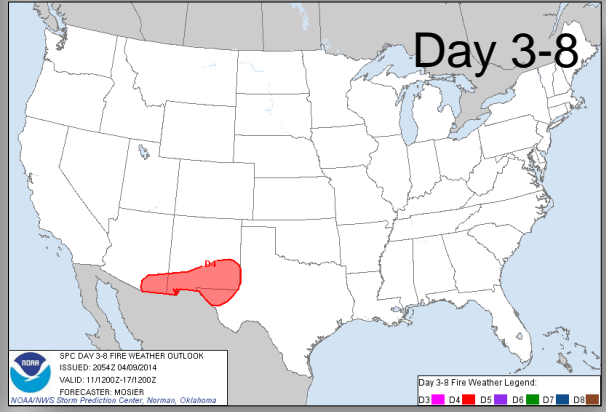 Day 3-8
D4
NOAA
SPC DAY 3-8 FIRE WEATHER OUTLOOK
ISSUED: 2054Z 04/09/2014
VALID: 11/1200Z-17/1200Z
FORECASTER: MOSIER
NOAA/NWS Storm Prediction Center, Norman, Oklahoma
Day 3-8 Fire Weather Legend:
D3 D4 D5 D6 D7 D8